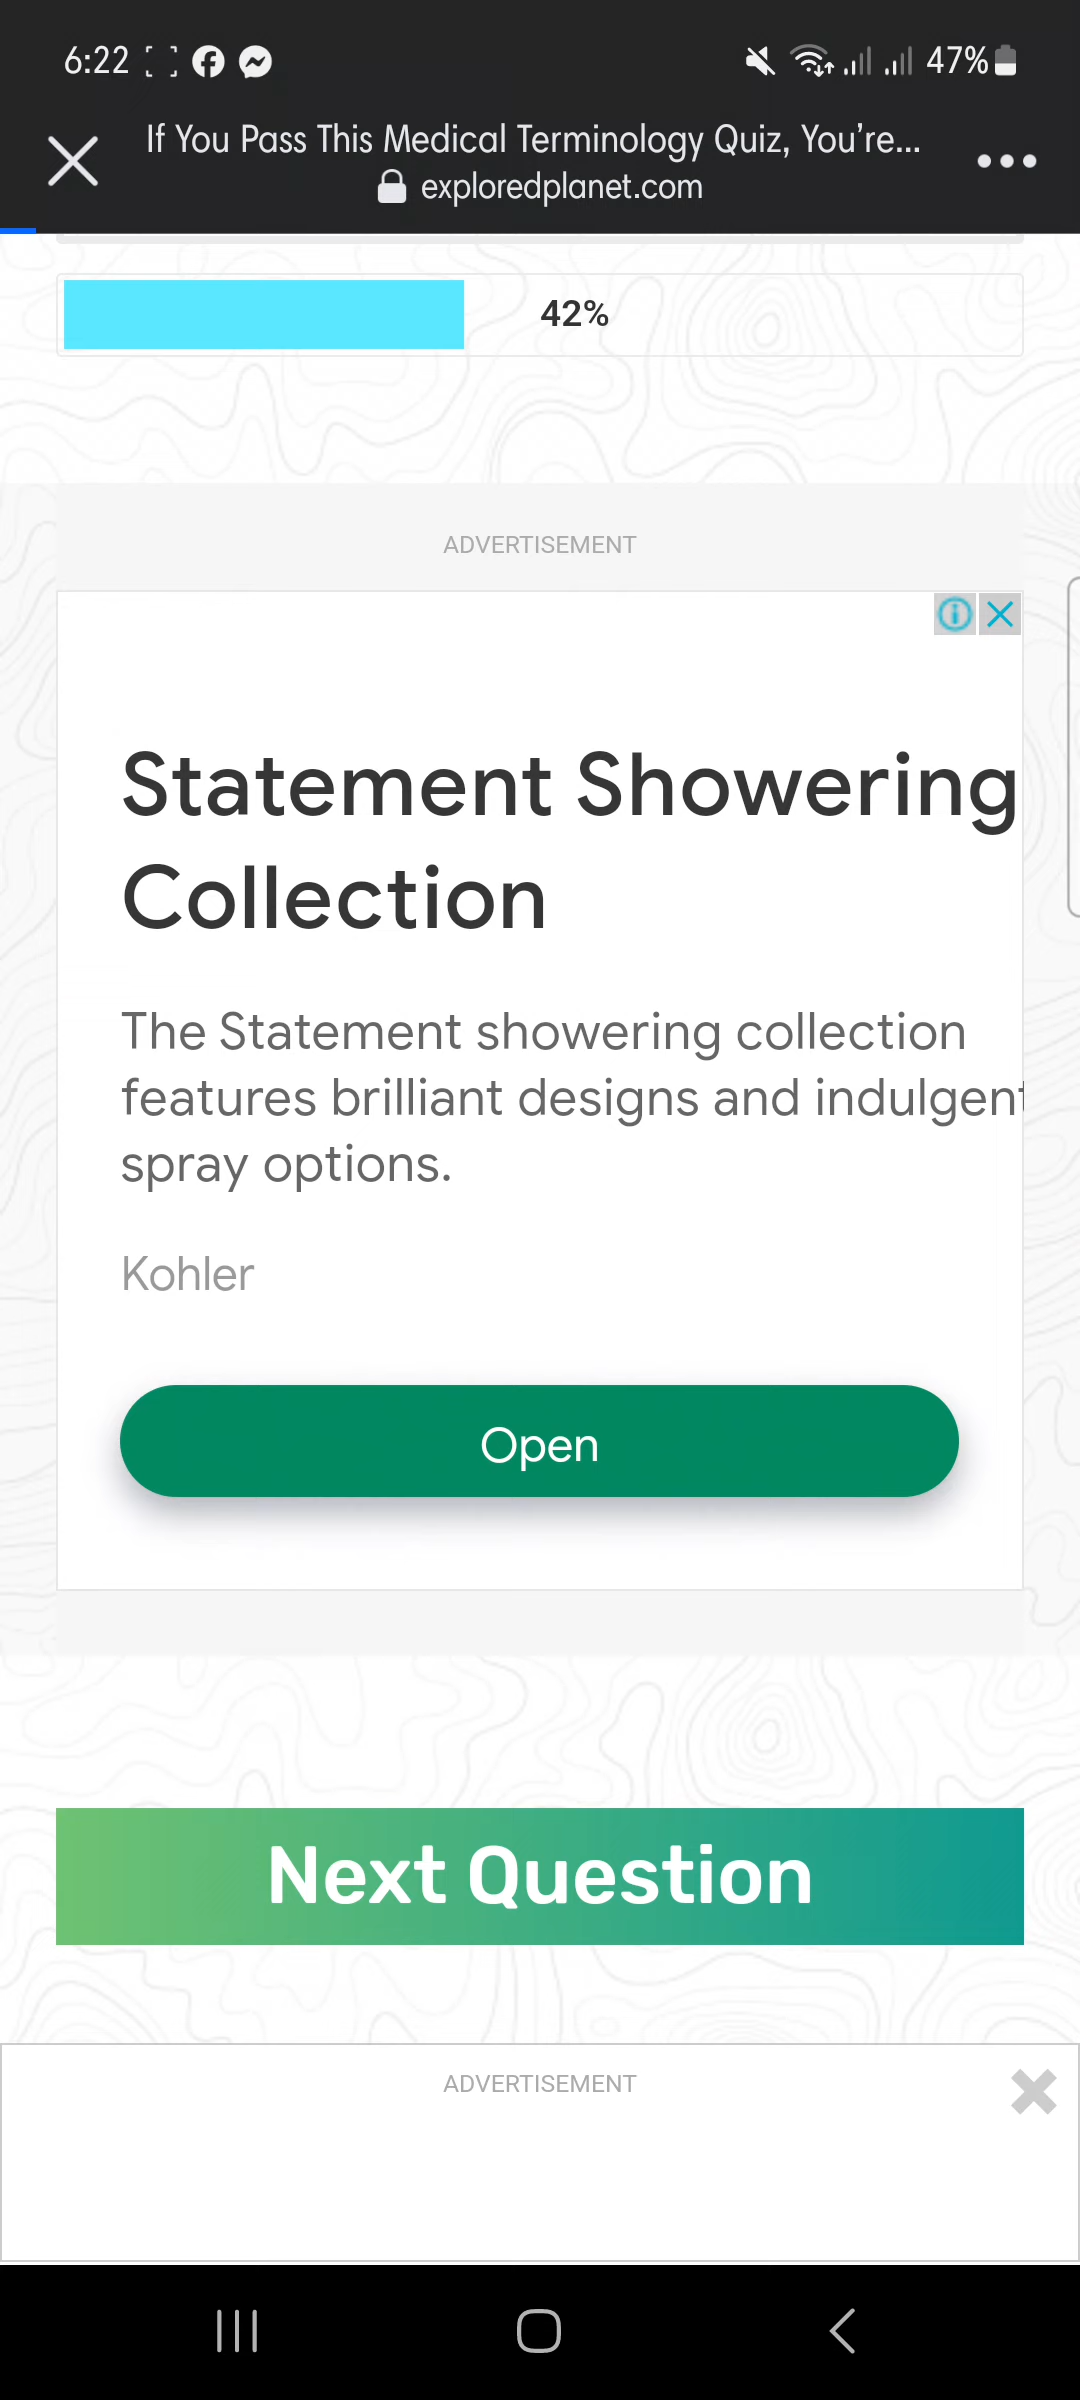 6:22
47%
If You Pass This Medical Terminology Quiz, You’re...
exploredplanet.com
42%
ADVERTISEMENT
Statement Showering
Collection
The Statement showering collection
features brilliant designs and indulgent
spray options.
Kohler
Open
Next Question
ADVERTISEMENT